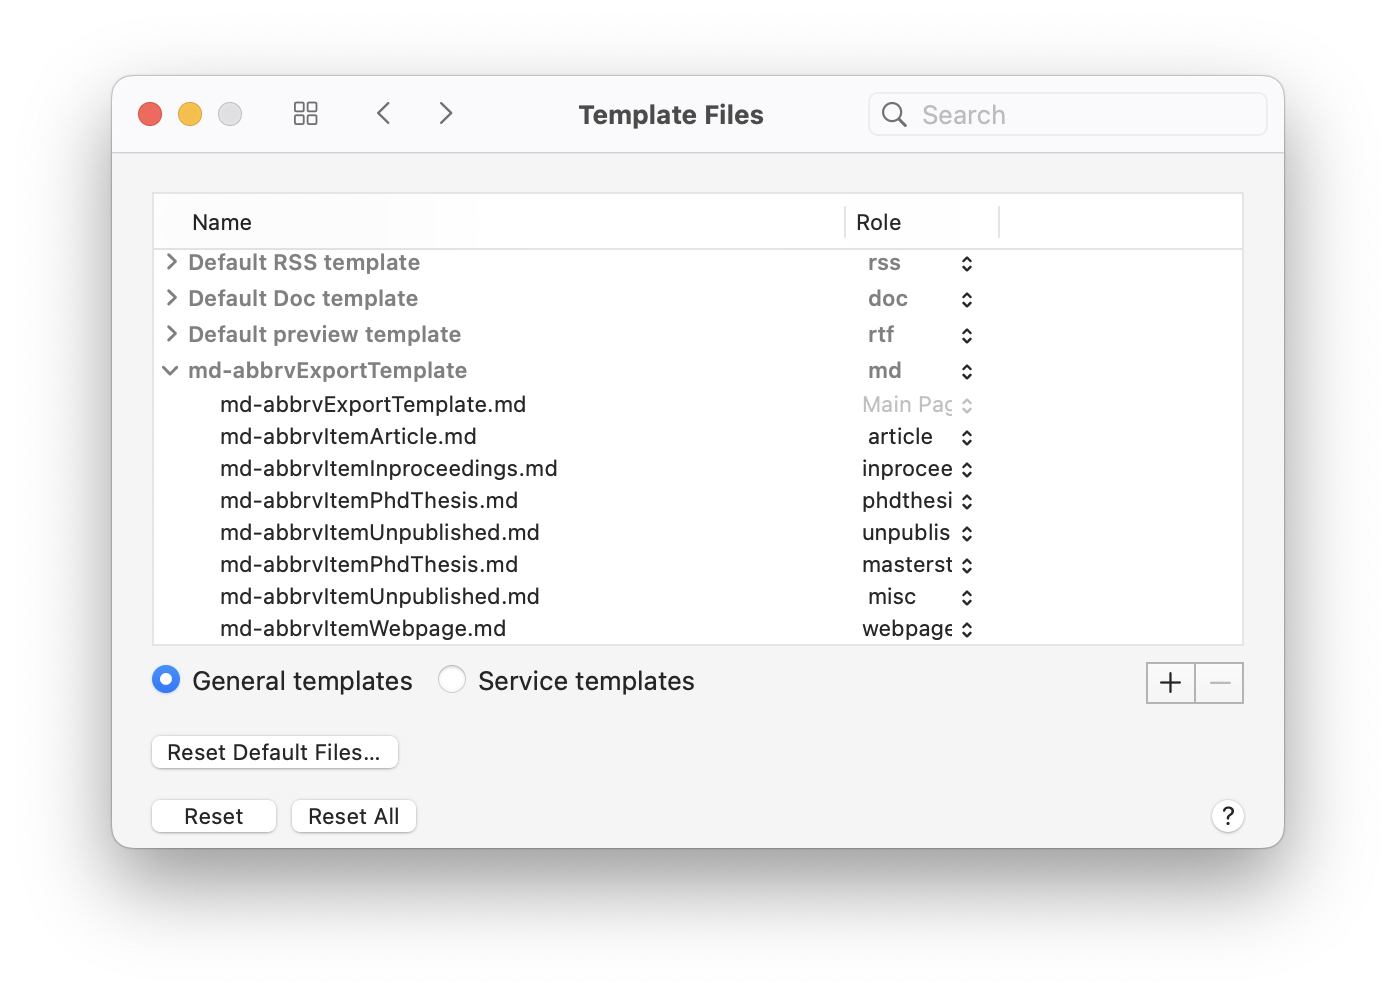 Template Files
Search
Name Role
Default RSS template rss
Default Doc template doc
Default preview template rtf
md-abbrvExportTemplate md
md-abbrvExportTemplate.md Main Pag
md-abbrvItemArticle.md article
md-abbrvItemInproceedings.md inprocee
md-abbrvItemPhdThesis.md phdthesi
md-abbrvItemUnpublished.md unpublis
md-abbrvItemPhdThesis.md masterst
md-abbrvItemUnpublished.md misc
md-abbrvItemWebpage.md webpage
General templates Service templates
Reset Default Files...
Reset Reset All ?